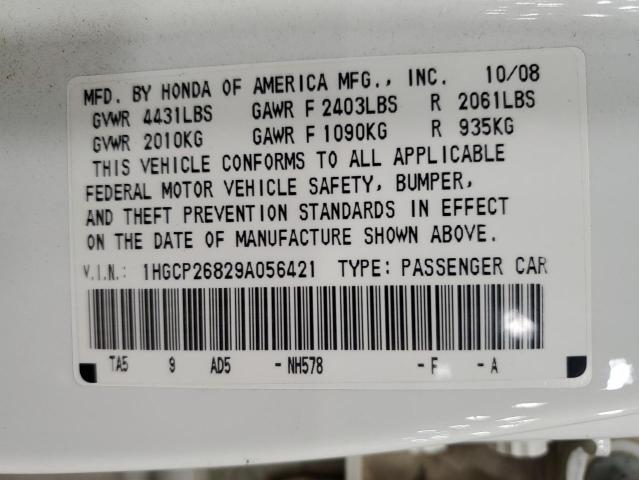 MFD. BY HONDA OF AMERICA MFG., INC. 10/08
GVWR 4431LBS GAWR F 2403LBS R 2061LBS
GVWR 2010KG GAWR F 1090KG R 935KG
THIS VEHICLE CONFORMS TO ALL APPLICABLE
FEDERAL MOTOR VEHICLE SAFETY, BUMPER,
AND THEFT PREVENTION STANDARDS IN EFFECT
ON THE DATE OF MANUFACTURE SHOWN ABOVE.
V.I.N.: 1HGCP26829A056421 TYPE: PASSENGER CAR
TA5 9 AD5 -NH578 -F -A